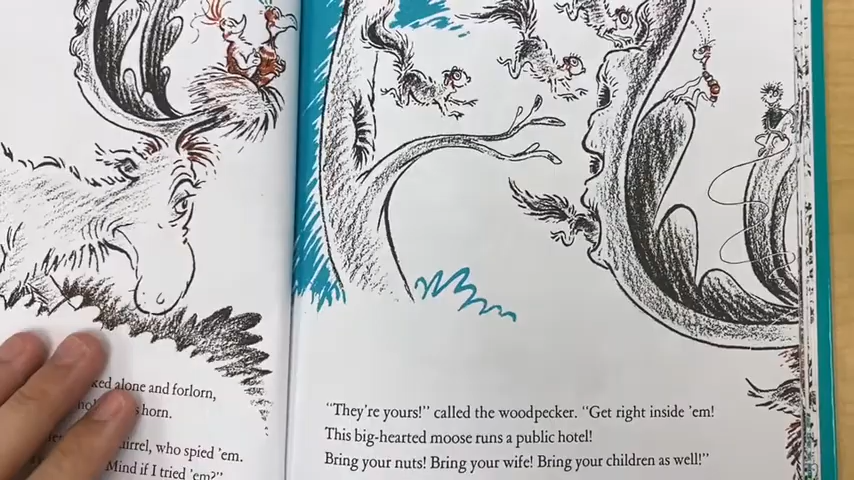 ked alone and forlorn,
horn.
uirrel, who spied 'em.
Mind if I tried 'em?"
"They're yours!" called the woodpecker. "Get right inside 'em!
This big-hearted moose runs a public hotel!
Bring your nuts! Bring your wife! Bring your children as well!"